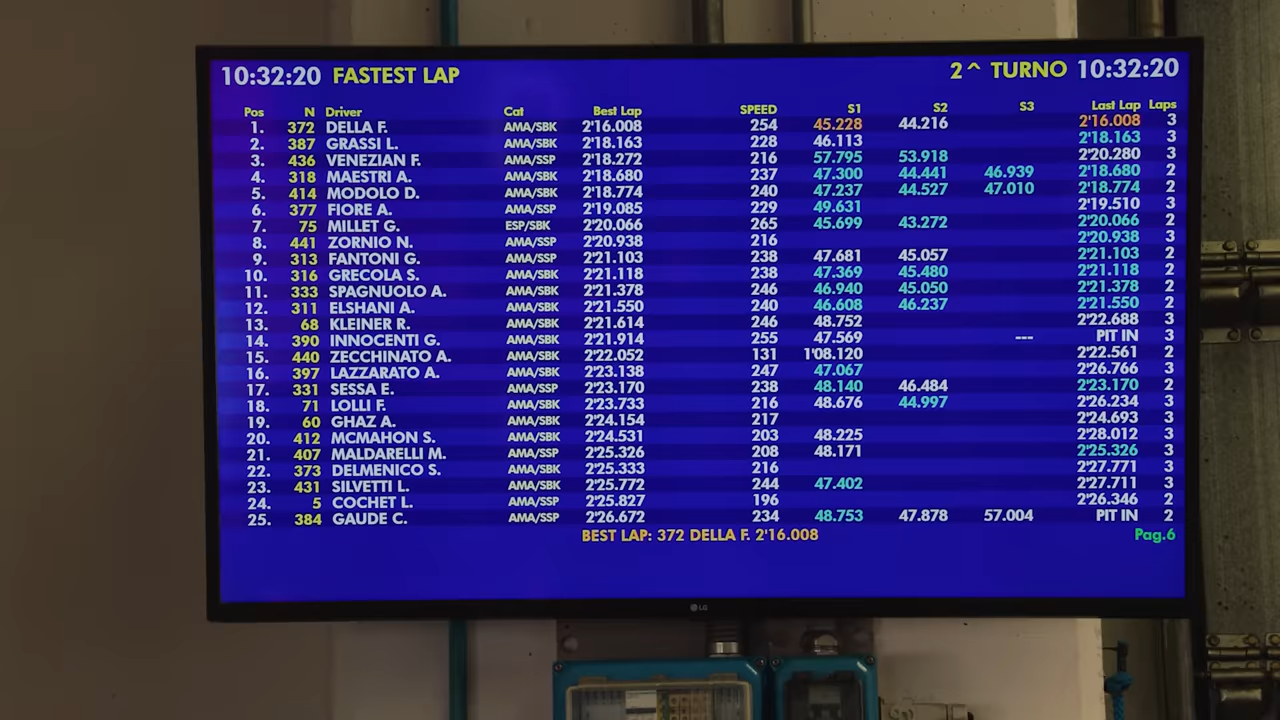 10:32:20 FASTEST LAP 2^ TURNO 10:32:20
Pos N Driver Cat Best Lap SPEED S1 S2 S3 Last Lap Laps
1. 372 DELLA F. AMA/SBK 2'16.008 254 45.228 44.216 2'16.008 3
2. 387 GRASSI L. AMA/SBK 2'18.163 228 46.113 2'18.163 3
3. 436 VENEZIAN F. AMA/SSP 2'18.272 216 57.795 53.918 2'20.280 3
4. 318 MAESTRI A. AMA/SBK 2'18.680 237 47.300 44.441 46.939 2'18.680 2
5. 414 MODOLO D. AMA/SBK 2'18.774 240 47.237 44.527 47.010 2'18.774 2
6. 377 FIORE A. AMA/SSP 2'19.085 229 49.631 2'19.510 3
7. 75 MILLET G. ESP/SBK 2'20.066 265 45.699 43.272 2'20.066 2
8. 441 ZORNIO N. AMA/SSP 2'20.938 216 2'20.938 3
9. 313 FANTONI G. AMA/SSP 2'21.103 238 47.681 45.057 2'21.103 2
10. 316 GRECOLA S. AMA/SBK 2'21.118 238 47.369 45.480 2'21.118 2
11. 333 SPAGNUOLO A. AMA/SBK 2'21.378 246 46.940 45.050 2'21.378 2
12. 311 ELSHANI A. AMA/SBK 2'21.550 240 46.608 46.237 2'21.550 2
13. 68 KLEINER R. AMA/SBK 2'21.614 246 48.752 2'22.688 3
14. 390 INNOCENTI G. AMA/SBK 2'21.914 255 47.569 --- PIT IN 3
15. 440 ZECCHINATO A. AMA/SBK 2'22.052 131 1'08.120 2'22.561 2
16. 397 LAZZARATO A. AMA/SBK 2'23.138 247 47.067 2'26.766 3
17. 331 SESSA E. AMA/SSP 2'23.170 238 48.140 46.484 2'23.170 2
18. 71 LOLLI F. AMA/SBK 2'23.733 216 48.676 44.997 2'26.234 3
19. 60 GHAZ A. AMA/SBK 2'24.154 217 2'24.693 3
20. 412 MCMAHON S. AMA/SBK 2'24.531 203 48.225 2'28.012 3
21. 407 MALDARELLI M. AMA/SSP 2'25.326 208 48.171 2'25.326 3
22. 373 DELMENICO S. AMA/SBK 2'25.333 216 2'27.771 3
23. 431 SILVETTI L. AMA/SBK 2'25.772 244 47.402 2'27.711 3
24. 5 COCHET L. AMA/SSP 2'25.827 196 2'26.346 2
25. 384 GAUDE C. AMA/SSP 2'26.672 234 48.753 47.878 57.004 PIT IN 2
BEST LAP: 372 DELLA F. 2'16.008 Pag.6
LG